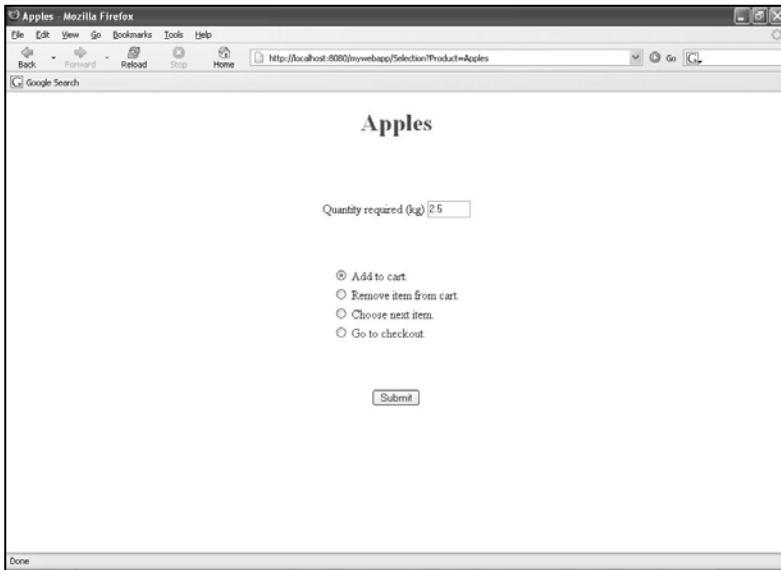 Apples - Mozilla Firefox
File Edit View Go Bookmarks Tools Help
Back Forward Reload Stop Home http://localhost:8080/mywebapp/Selection?Product=Apples Go G
G Google Search
Apples
Quantity required (kg) 2.5
Add to cart.
Remove item from cart.
Choose next item.
Go to checkout.
Submit
Done